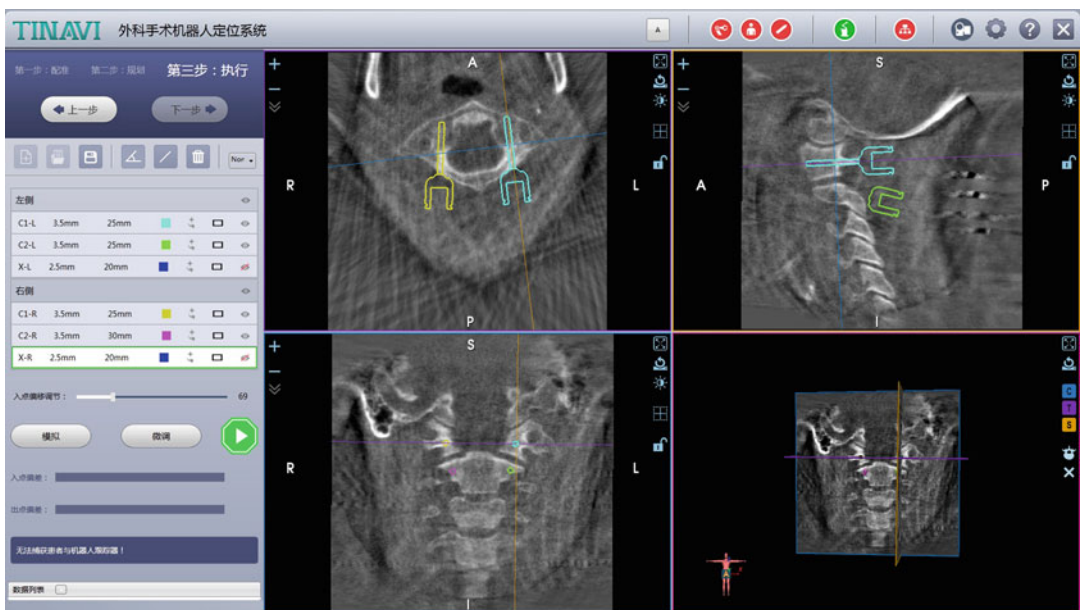 TINAVI 外科手术机器人定位系统
A
第一步：配准 第二步：规划 第三步：执行
上一步 下一步
Nor
左侧
C1-L 3.5mm 25mm
C2-L 3.5mm 25mm
X-L 2.5mm 20mm
右侧
C1-R 3.5mm 25mm
C2-R 3.5mm 30mm
X-R 2.5mm 20mm
入点偏移调节： 69
模拟 微调
入点偏差：
出点偏差：
无法捕获患者与机器人跟踪器！
数据列表
A
R L
P
S
A P
I
S
R L
I
C
T
S
A